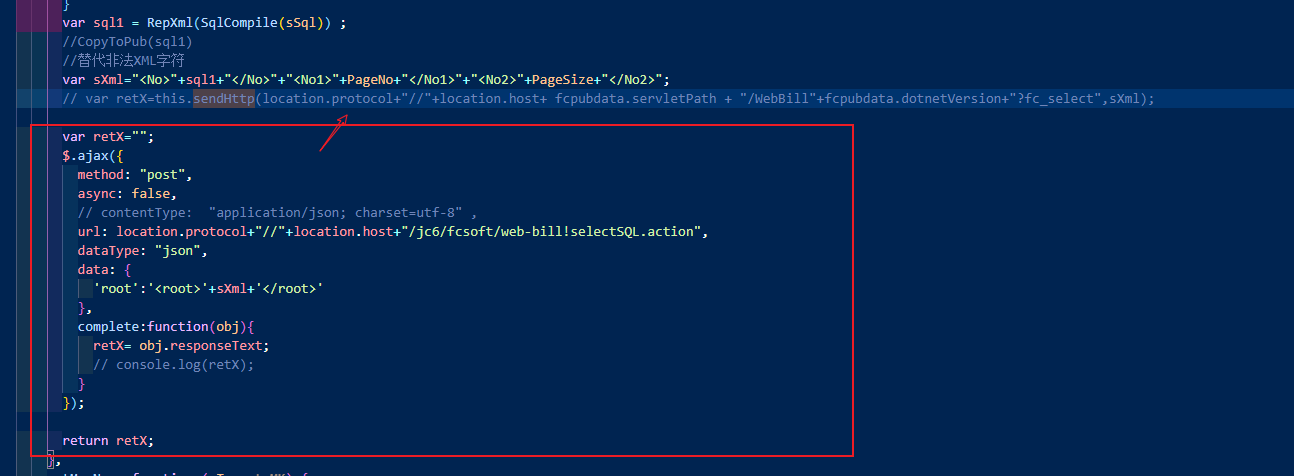 }
var sql1 = RepXml(SqlCompile(sSql)) ;
//CopyToPub(sql1)
//替代非法XML字符
var sXml="<No>"+sql1+"</No>"+"<No1>"+PageNo+"</No1>"+"<No2>"+PageSize+"</No2>";
// var retX=this.sendHttp(location.protocol+"//"+location.host+ fcpubdata.servletPath + "/WebBill"+fcpubdata.dotnetVersion+"?fc_select",sXml);
var retX="";
$.ajax({
method: "post",
async: false,
// contentType:  "application/json; charset=utf-8" ,
url: location.protocol+"//"+location.host+"/jc6/fcsoft/web-bill!selectSQL.action",
dataType: "json",
data: {
'root':'<root>'+sXml+'</root>'
},
complete:function(obj){
retX= obj.responseText;
// console.log(retX);
}
});
return retX;
},